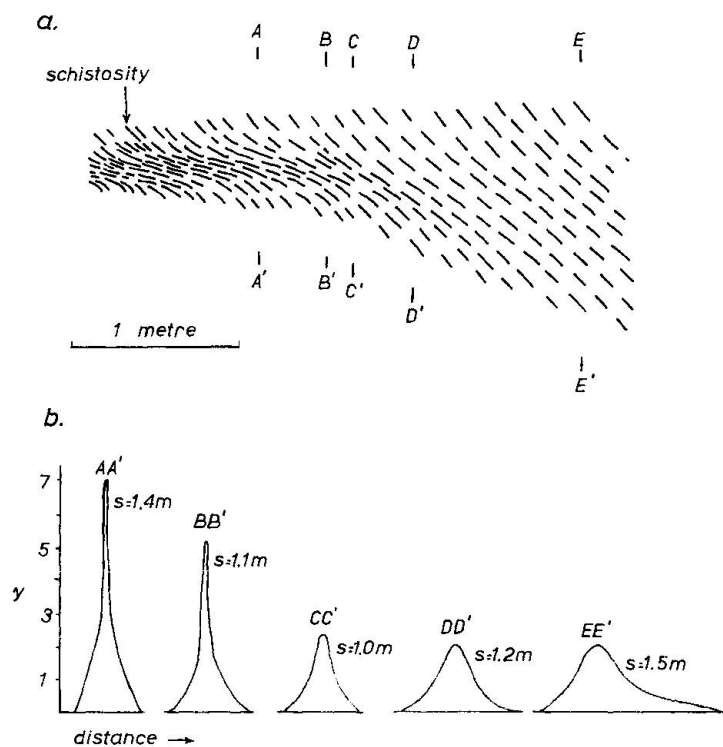 a.
A B C D E
schistosity
A' B' C' D' E'
1 metre
b.
AA' BB' CC' DD' EE'
s=1.4m s=1.1m s=1.0m s=1.2m s=1.5m
7
5
γ
3
1
distance →